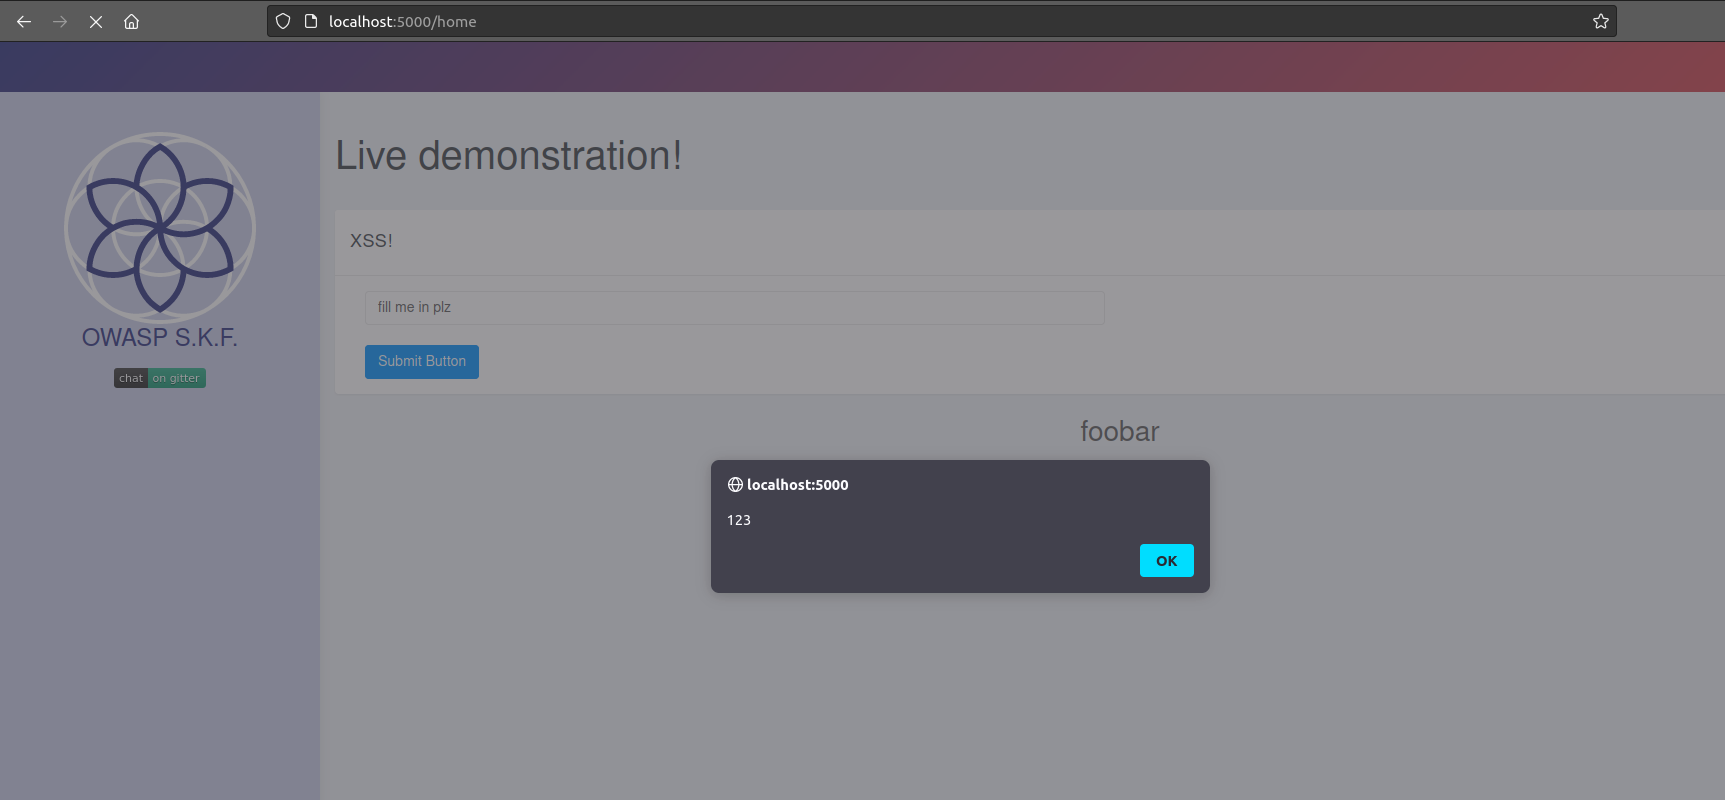 localhost:5000/home
Live demonstration!
XSS!
fill me in plz
OWASP S.K.F.
Submit Button
chat on gitter
foobar
localhost:5000
123
OK